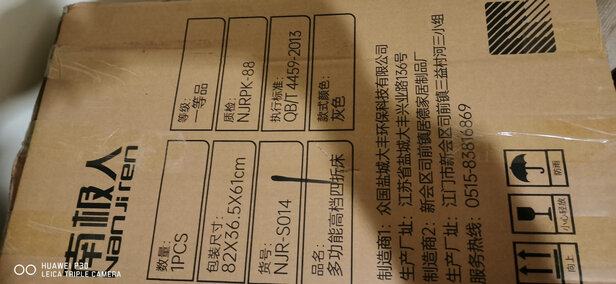 南极人
Nanjiren
数量:
1PCS
等级:
一等品
包装尺寸:
82X36.5X61cm
质检:
NJRPK-88
货号:
NJR-S014
执行标准:
QB/T 4459-2013
品名:
多功能高档四折床
款式颜色:
灰色
制造商1: 众国盐城大丰环保科技有限公司
生产厂址: 江苏省盐城大丰兴业路136号
制造商2: 新会区司前镇居德家居制品厂
生产厂址: 江门市新会区司前镇三益村河三小组
服务热线: 0515-83816869
向上
小心轻放
防雨
HUAWEI P30
LEICA TRIPLE CAMERA